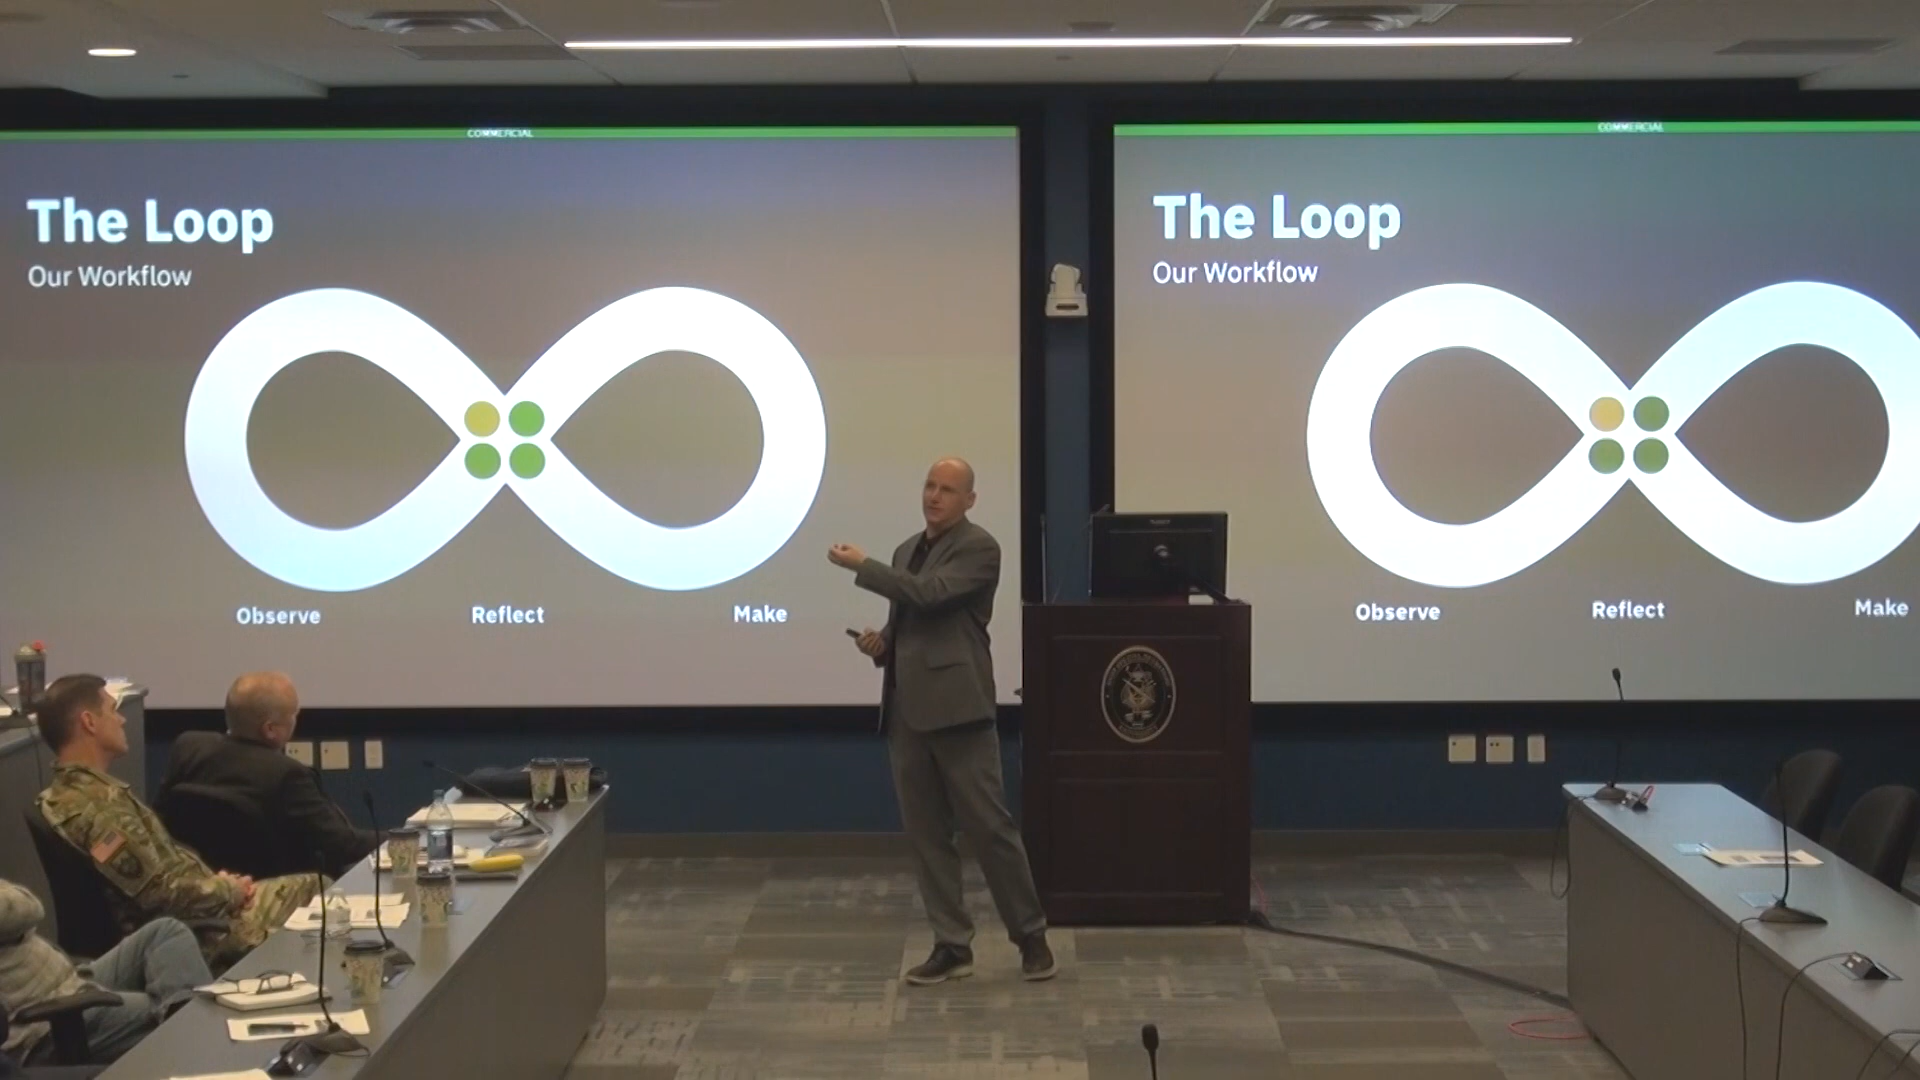 COMMERCIAL
The Loop
Our Workflow
Observe
Reflect
Make
COMMERCIAL
The Loop
Our Workflow
Observe
Reflect
Make